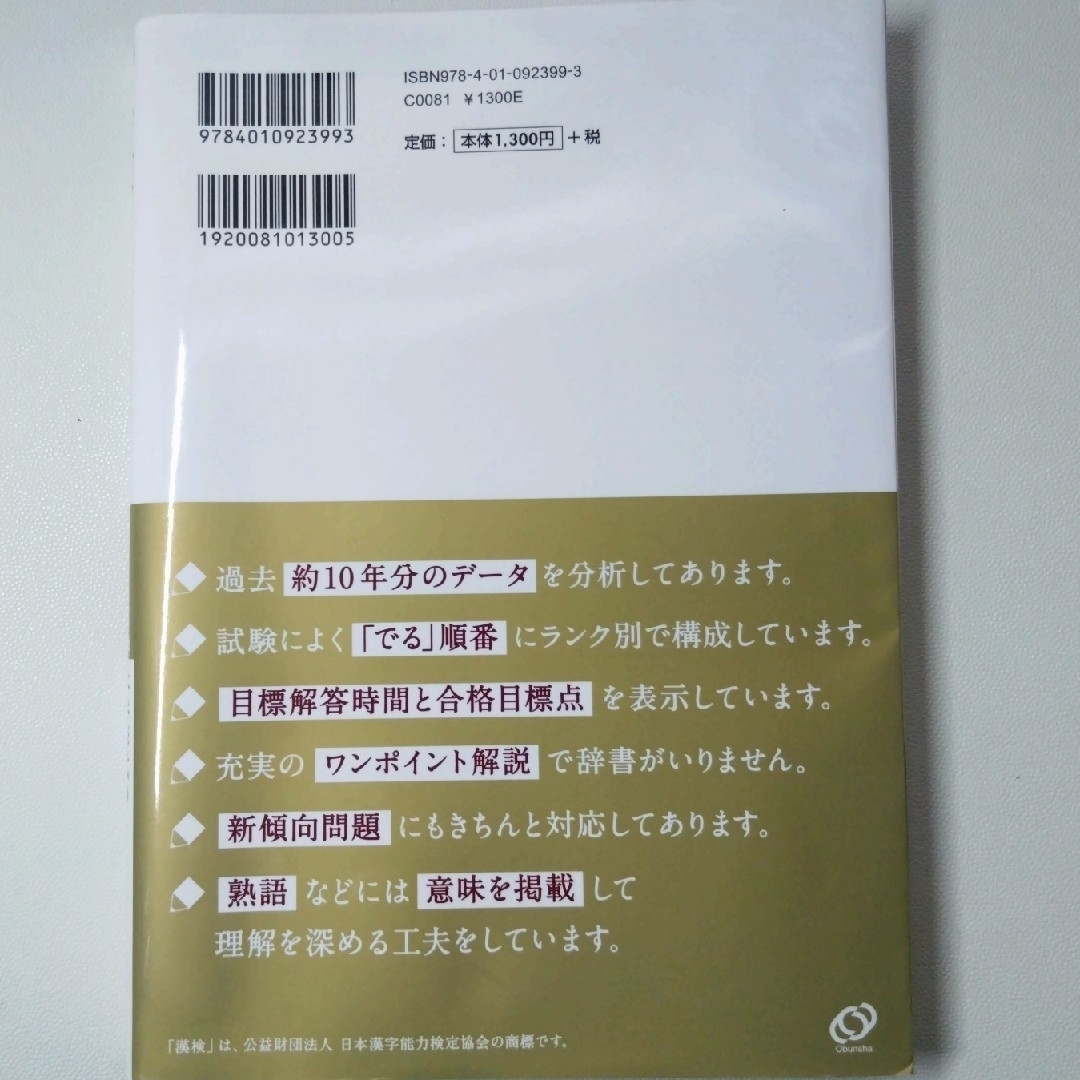 ISBN978-4-01-092399-3
C0081 ¥1300E
9784010923993
定価：本体1,300円＋税
1920081013005
過去 約10年分のデータ を分析してあります。
試験によく 「でる」順番 にランク別で構成しています。
目標解答時間と合格目標点 を表示しています。
充実の ワンポイント解説 で辞書がいりません。
新傾向問題 にもきちんと対応してあります。
熟語 などには 意味を掲載 して
理解を深める工夫をしています。
「漢検」は、公益財団法人 日本漢字能力検定協会の商標です。
Obunsha